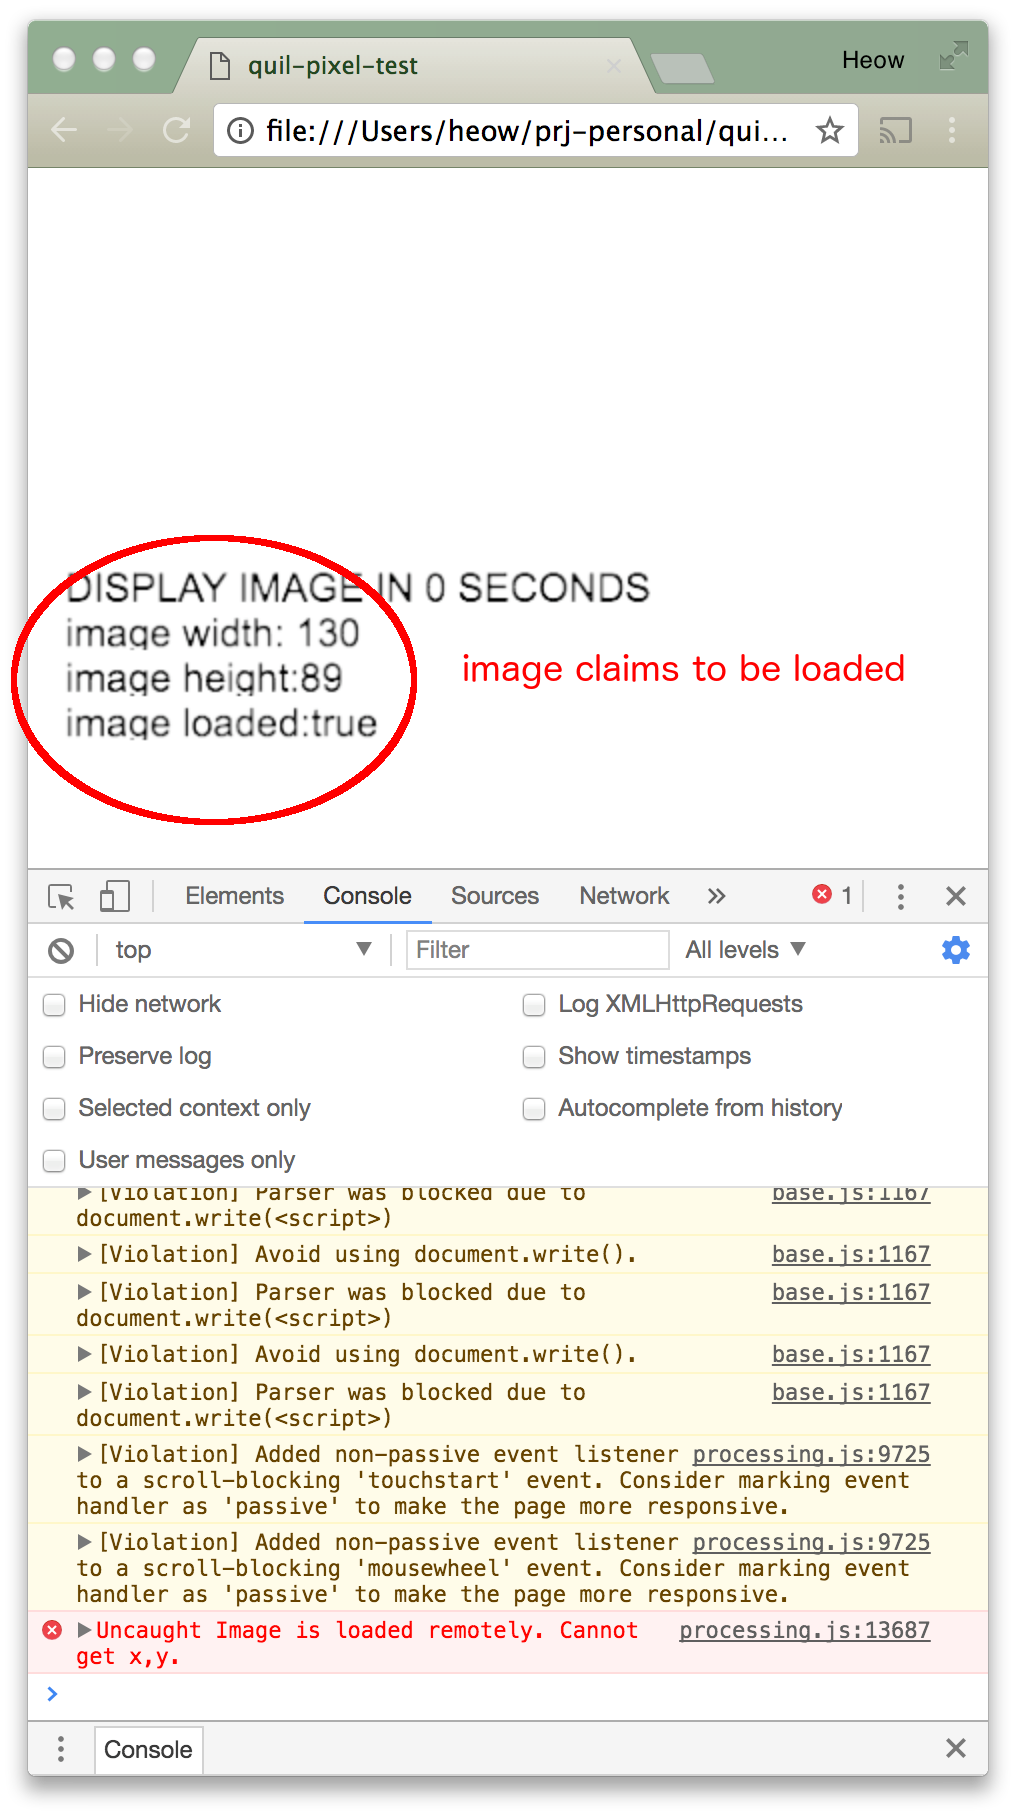 quil-pixel-test
Heow
file:///Users/heow/prj-personal/qui...
DISPLAY IMAGE IN 0 SECONDS
image width: 130
image height:89
image loaded:true
image claims to be loaded
Elements Console Sources Network » 1
top Filter All levels
Hide network Log XMLHttpRequests
Preserve log Show timestamps
Selected context only Autocomplete from history
User messages only
[Violation] Parser was blocked due to base.js:1167
document.write(<script>)
[Violation] Avoid using document.write(). base.js:1167
[Violation] Parser was blocked due to base.js:1167
document.write(<script>)
[Violation] Avoid using document.write(). base.js:1167
[Violation] Parser was blocked due to base.js:1167
document.write(<script>)
[Violation] Added non-passive event listener processing.js:9725
to a scroll-blocking 'touchstart' event. Consider marking event
handler as 'passive' to make the page more responsive.
[Violation] Added non-passive event listener processing.js:9725
to a scroll-blocking 'mousewheel' event. Consider marking event
handler as 'passive' to make the page more responsive.
Uncaught Image is loaded remotely. Cannot processing.js:13687
get x,y.
Console